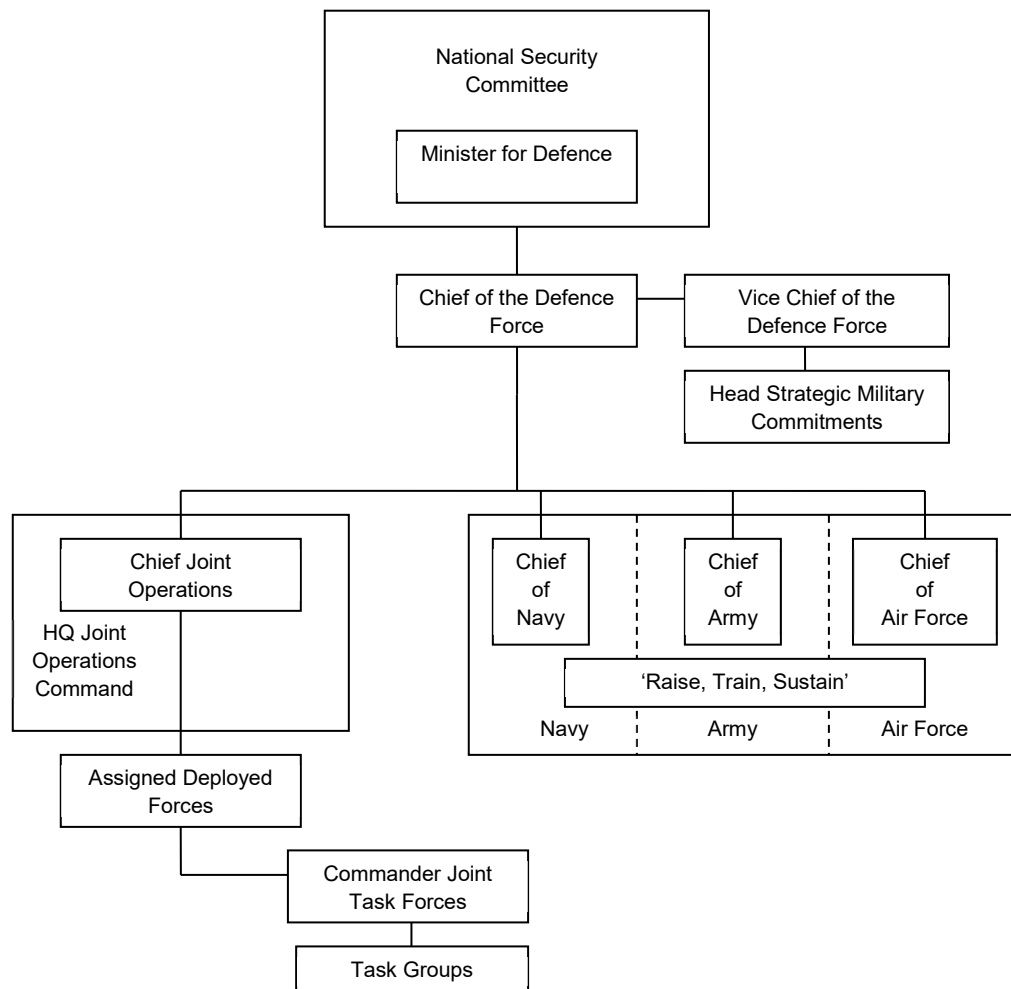 National Security
Committee
Minister for Defence
Chief of the Defence
Force
Vice Chief of the
Defence Force
Head Strategic Military
Commitments
Chief Joint
Operations
HQ Joint
Operations
Command
Chief
of
Navy
Chief
of
Army
Chief
of
Air Force
‘Raise, Train, Sustain’
Navy
Army
Air Force
Assigned Deployed
Forces
Commander Joint
Task Forces
Task Groups